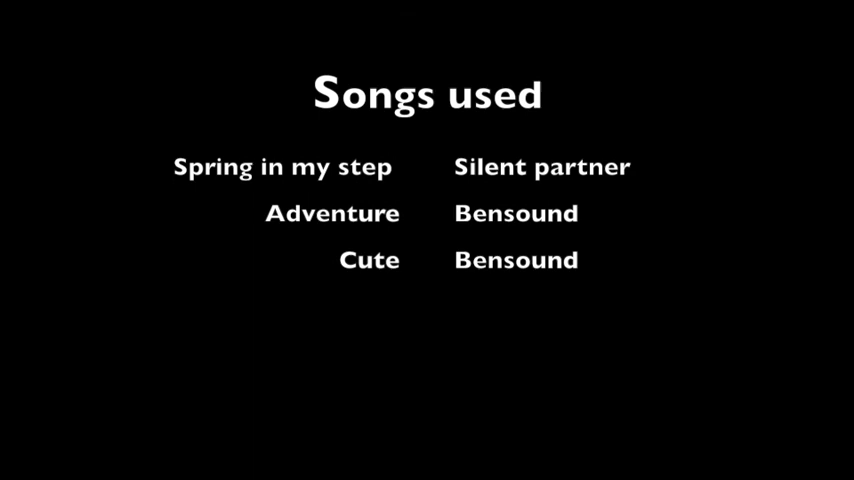 Songs used
Spring in my step Silent partner
Adventure Bensound
Cute Bensound